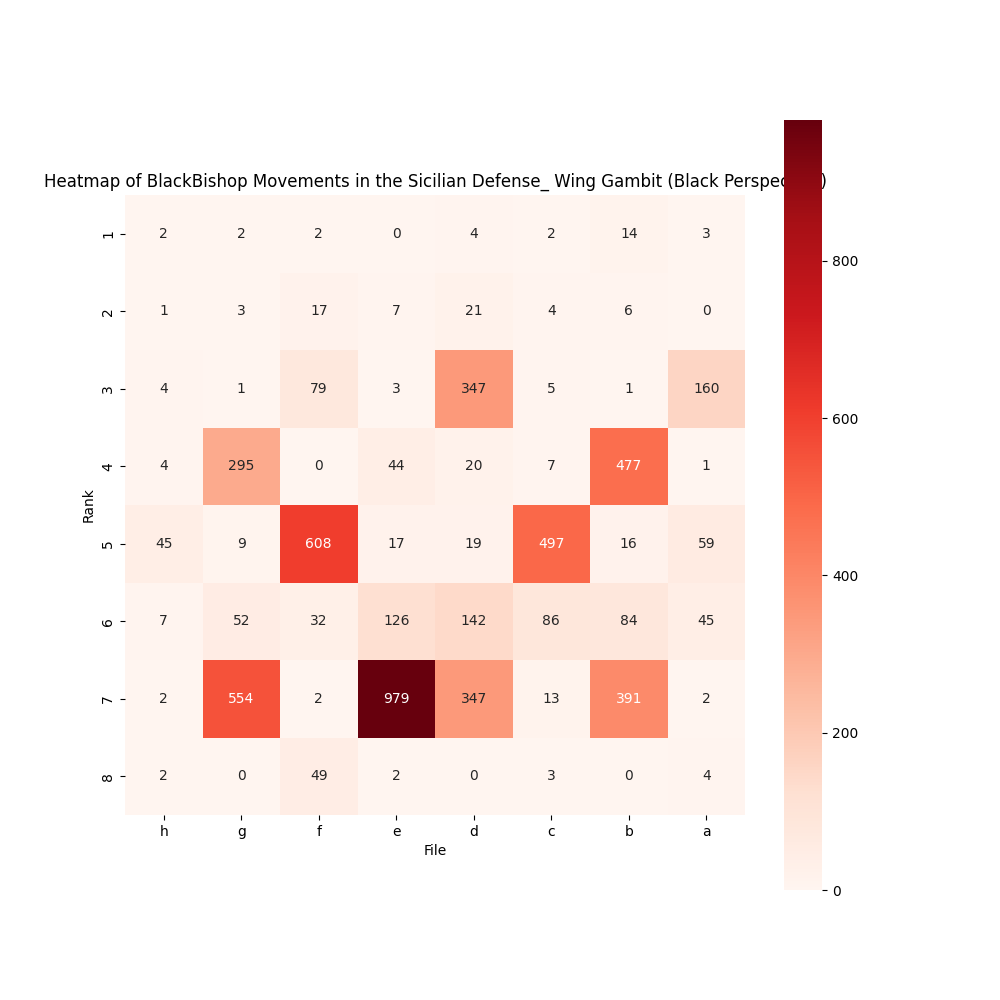 Heatmap of BlackBishop Movements in the Sicilian Defense_ Wing Gambit (Black Perspec )
1 2 2 2 0 4 2 14 3
2 1 3 17 7 21 4 6 0
3 4 1 79 3 347 5 1 160
4 4 295 0 44 20 7 477 1
5 45 9 608 17 19 497 16 59
6 7 52 32 126 142 86 84 45
7 2 554 2 979 347 13 391 2
8 2 0 49 2 0 3 0 4
h g f e d c b a
File
Rank
800
600
400
200
0